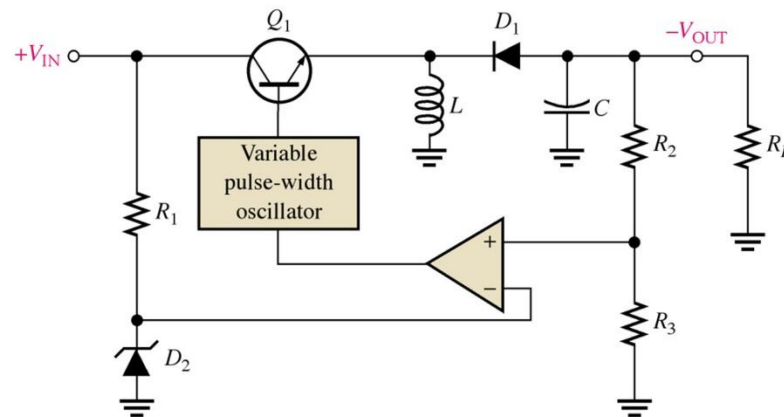 Q1
D1
+VIN
−VOUT
L
C
R2
Variable
pulse-width
oscillator
R1
+
−
R3
D2